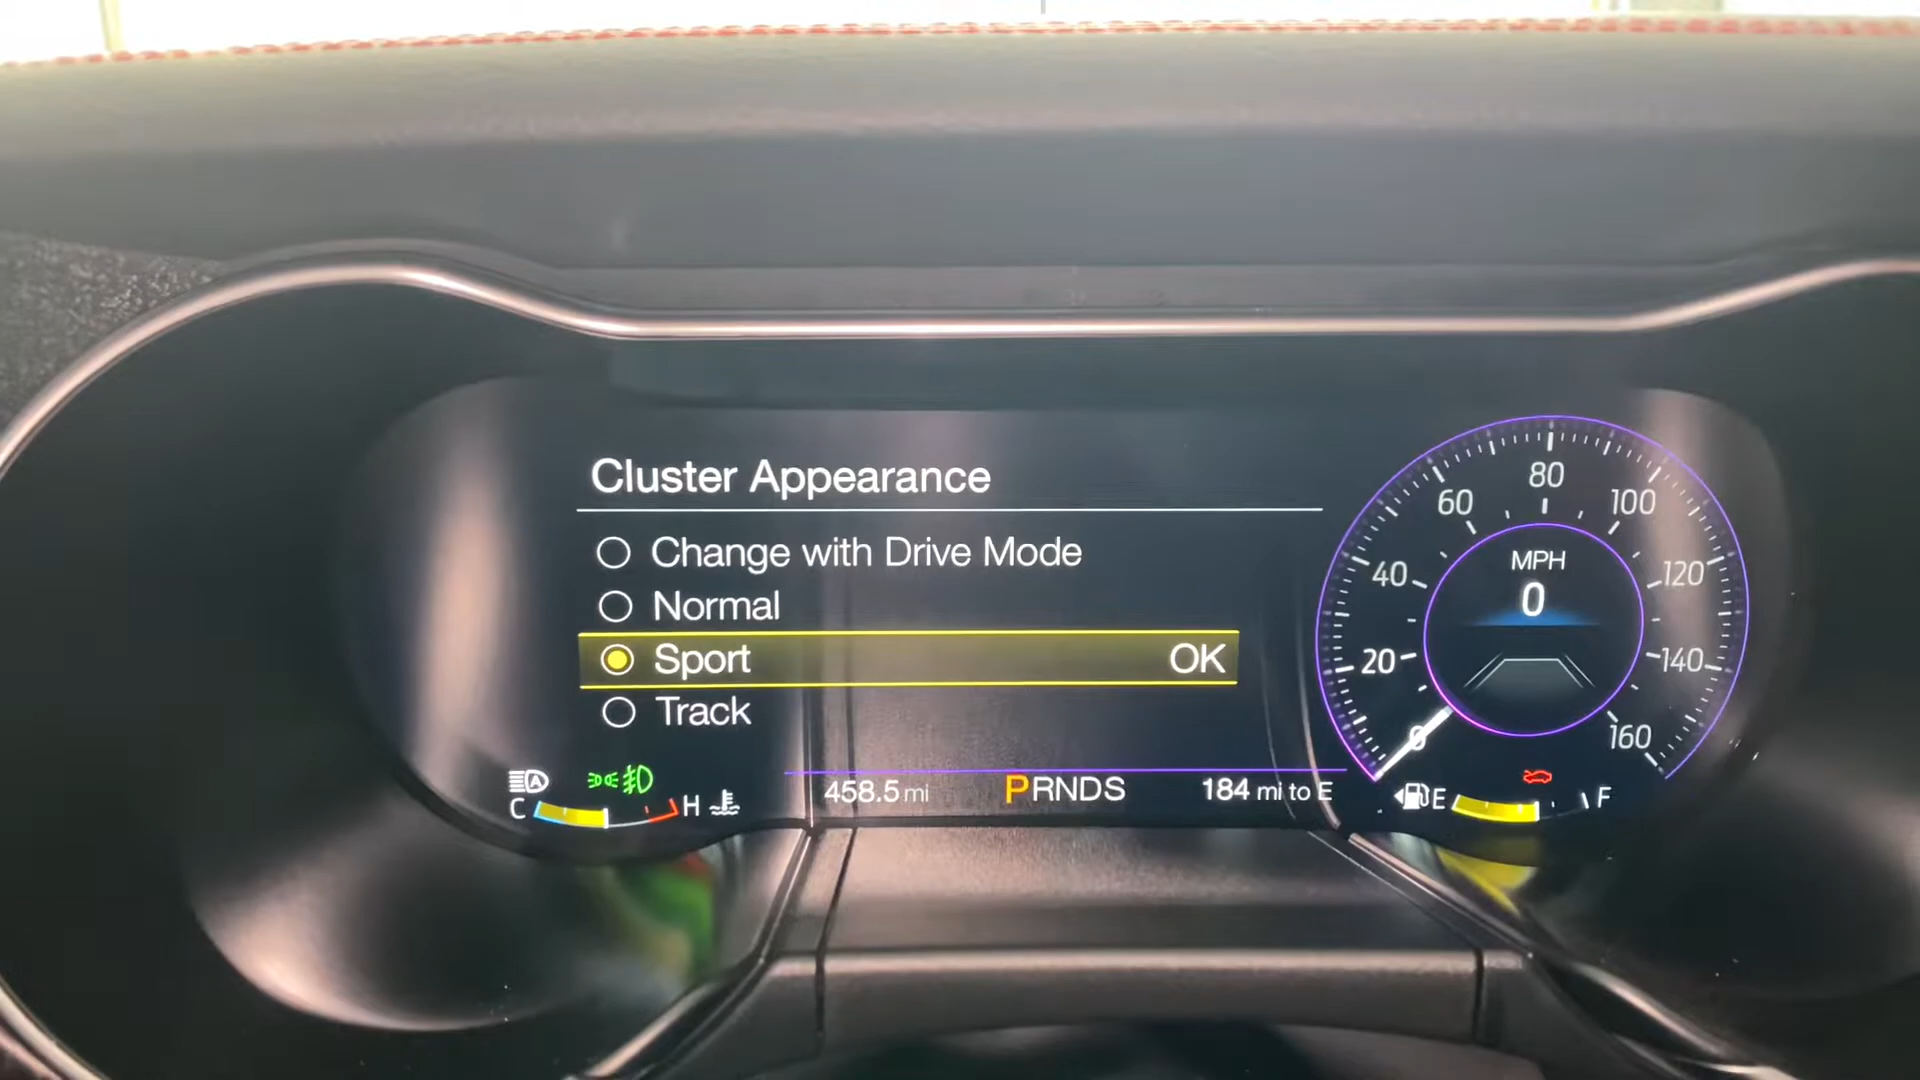 Cluster Appearance
Change with Drive Mode
Normal
Sport OK
Track
A
C H
458.5 mi PRNDS 184 mi to E
0 20 40 60 80 100 120 140 160
MPH
0
E F